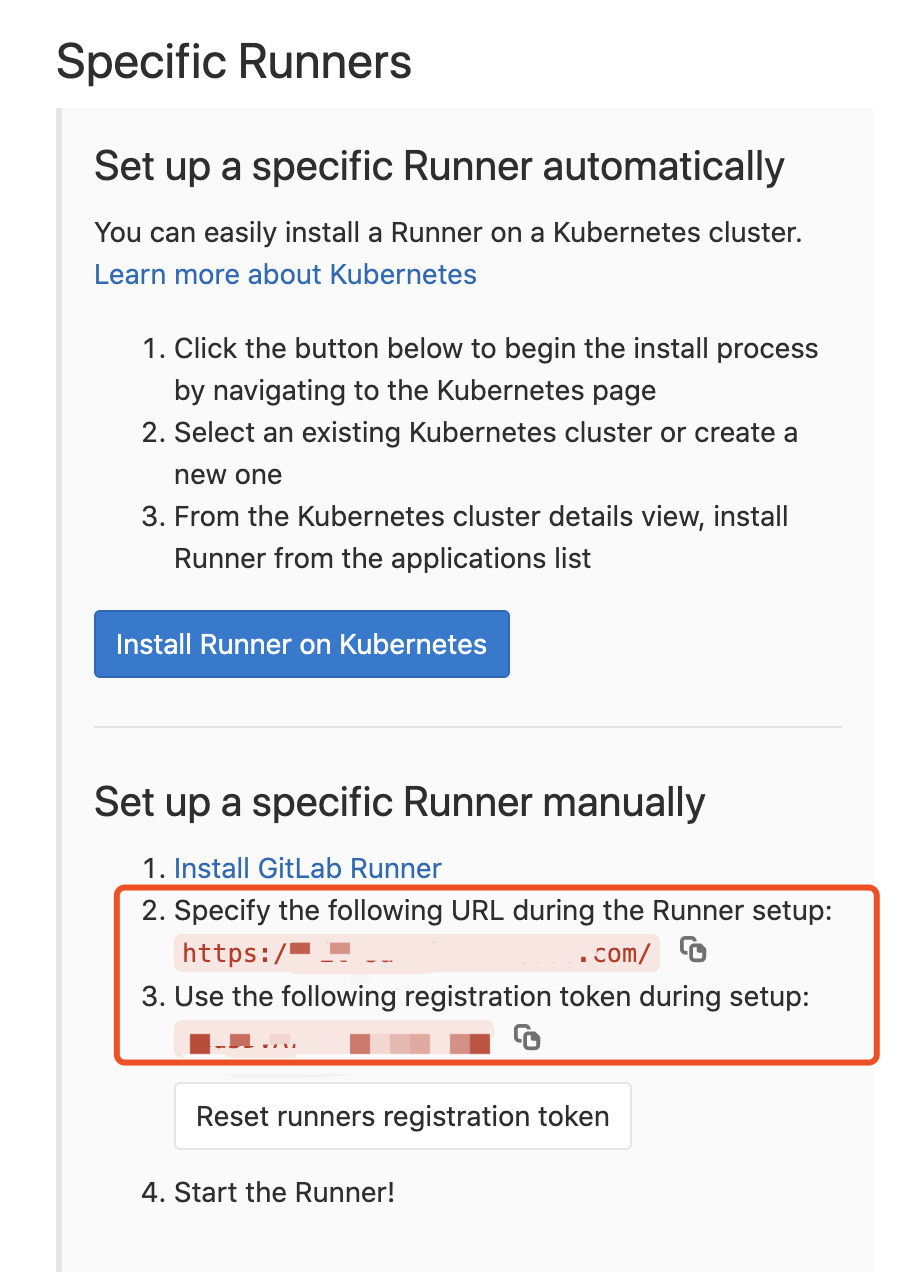 Specific Runners
Set up a specific Runner automatically
You can easily install a Runner on a Kubernetes cluster.
Learn more about Kubernetes
1. Click the button below to begin the install process
by navigating to the Kubernetes page
2. Select an existing Kubernetes cluster or create a
new one
3. From the Kubernetes cluster details view, install
Runner from the applications list
Install Runner on Kubernetes
Set up a specific Runner manually
1. Install GitLab Runner
2. Specify the following URL during the Runner setup:
https:/ .com/
3. Use the following registration token during setup:
Reset runners registration token
4. Start the Runner!